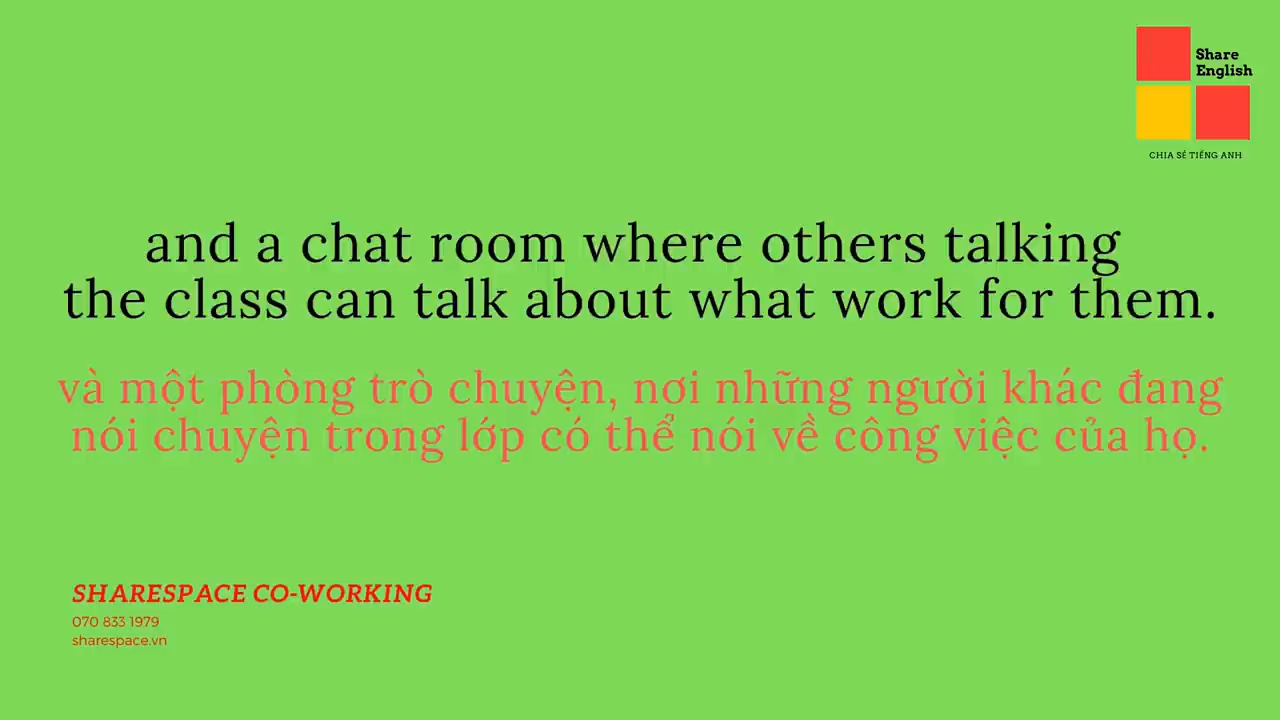 Share
English
CHIA SẺ TIẾNG ANH
and a chat room where others talking
the class can talk about what work for them.
và một phòng trò chuyện, nơi những người khác đang
nói chuyện trong lớp có thể nói về công việc của họ.
SHARESPACE CO-WORKING
070 833 1979
sharespace.vn